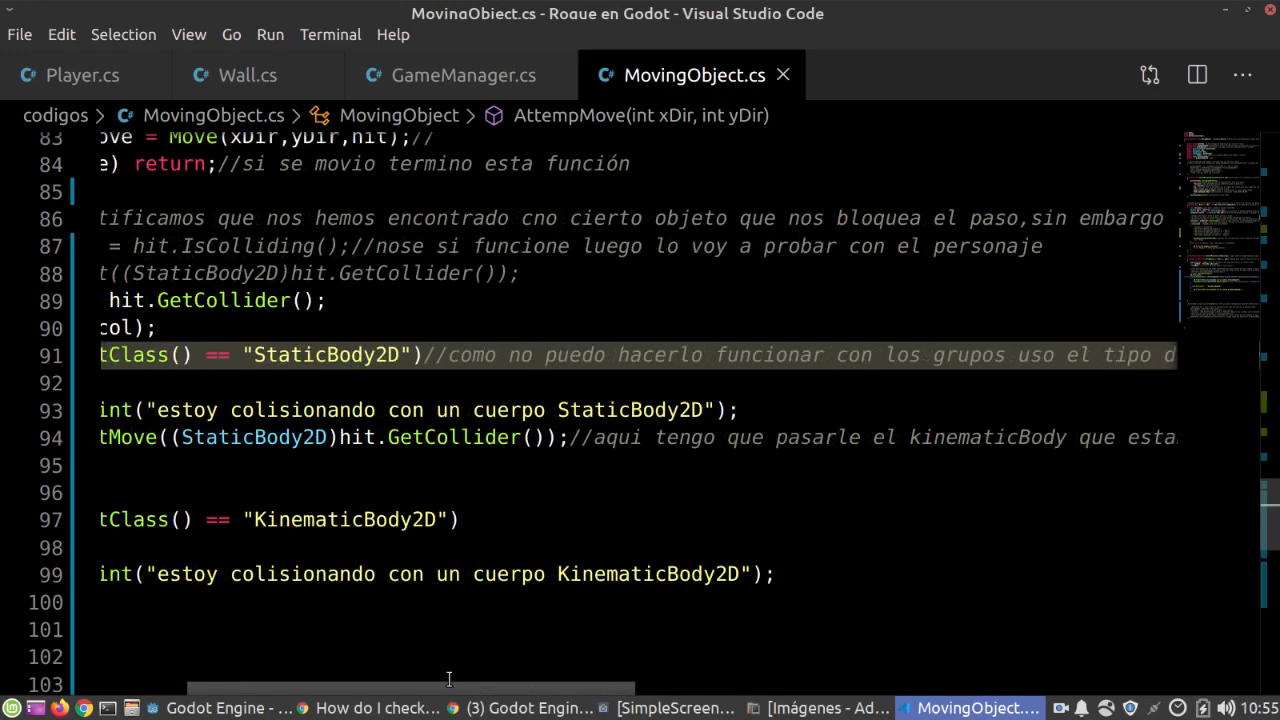 MovingObject.cs - Rogue en Godot - Visual Studio Code
File Edit Selection View Go Run Terminal Help
Player.cs Wall.cs GameManager.cs MovingObject.cs
codigos > MovingObject.cs > MovingObject > AttempMove(int xDir, int yDir)
83 ove = Move(xDir,yDir,hit);//
84 e) return;//si se movio termino esta función
85
86 tificamos que nos hemos encontrado con cierto objeto que nos bloquea el paso,sin embargo
87 = hit.IsColliding();//nose si funcione luego lo voy a probar con el personaje
88 t((StaticBody2D)hit.GetCollider());
89 hit.GetCollider();
90 col);
91 tClass() == "StaticBody2D")//como no puedo hacerlo funcionar con los grupos uso el tipo d
92
93 int("estoy colisionando con un cuerpo StaticBody2D");
94 tMove((StaticBody2D)hit.GetCollider());//aqui tengo que pasarle el kinematicBody que esta
95
96
97 tClass() == "KinematicBody2D")
98
99 int("estoy colisionando con un cuerpo KinematicBody2D");
100
101
102
103
Godot Engine - ... How do I check... (3) Godot Engin... [SimpleScreen... [Imágenes - Ad... MovingObject.... 10:55